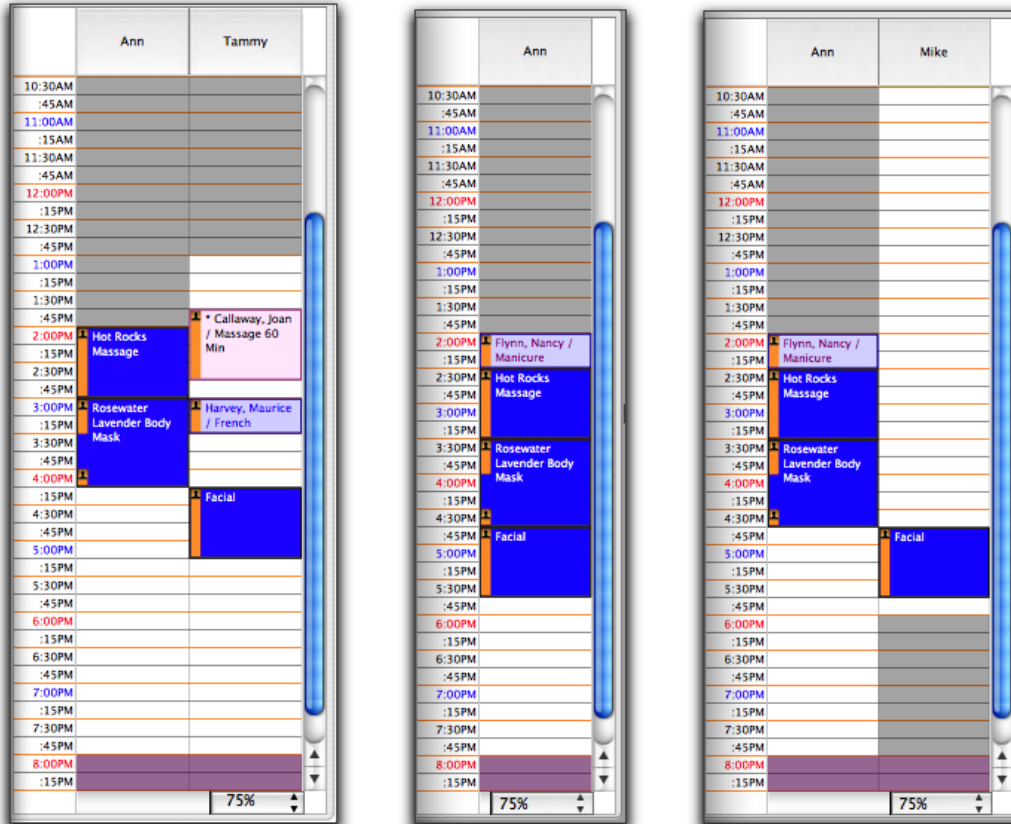 Ann Tammy
10:30AM
:45AM
11:00AM
:15AM
11:30AM
:45AM
12:00PM
:15PM
12:30PM
:45PM
1:00PM
:15PM
1:30PM
:45PM * Callaway, Joan
2:00PM Hot Rocks / Massage 60
:15PM Massage Min
2:30PM
:45PM
3:00PM Rosewater Harvey, Maurice
:15PM Lavender Body / French
3:30PM Mask
:45PM
4:00PM
:15PM Facial
4:30PM
:45PM
5:00PM
:15PM
5:30PM
:45PM
6:00PM
:15PM
6:30PM
:45PM
7:00PM
:15PM
7:30PM
:45PM
8:00PM
:15PM
75%
Ann
10:30AM
:45AM
11:00AM
:15AM
11:30AM
:45AM
12:00PM
:15PM
12:30PM
:45PM
1:00PM
:15PM
1:30PM
:45PM
2:00PM Flynn, Nancy /
:15PM Manicure
2:30PM Hot Rocks
:45PM Massage
3:00PM
:15PM
3:30PM Rosewater
:45PM Lavender Body
4:00PM Mask
:15PM
4:30PM
:45PM Facial
5:00PM
:15PM
5:30PM
:45PM
6:00PM
:15PM
6:30PM
:45PM
7:00PM
:15PM
7:30PM
:45PM
8:00PM
:15PM
75%
Ann Mike
10:30AM
:45AM
11:00AM
:15AM
11:30AM
:45AM
12:00PM
:15PM
12:30PM
:45PM
1:00PM
:15PM
1:30PM
:45PM
2:00PM Flynn, Nancy /
:15PM Manicure
2:30PM Hot Rocks
:45PM Massage
3:00PM
:15PM
3:30PM Rosewater
:45PM Lavender Body
4:00PM Mask
:15PM
4:30PM
:45PM Facial
5:00PM
:15PM
5:30PM
:45PM
6:00PM
:15PM
6:30PM
:45PM
7:00PM
:15PM
7:30PM
:45PM
8:00PM
:15PM
75%